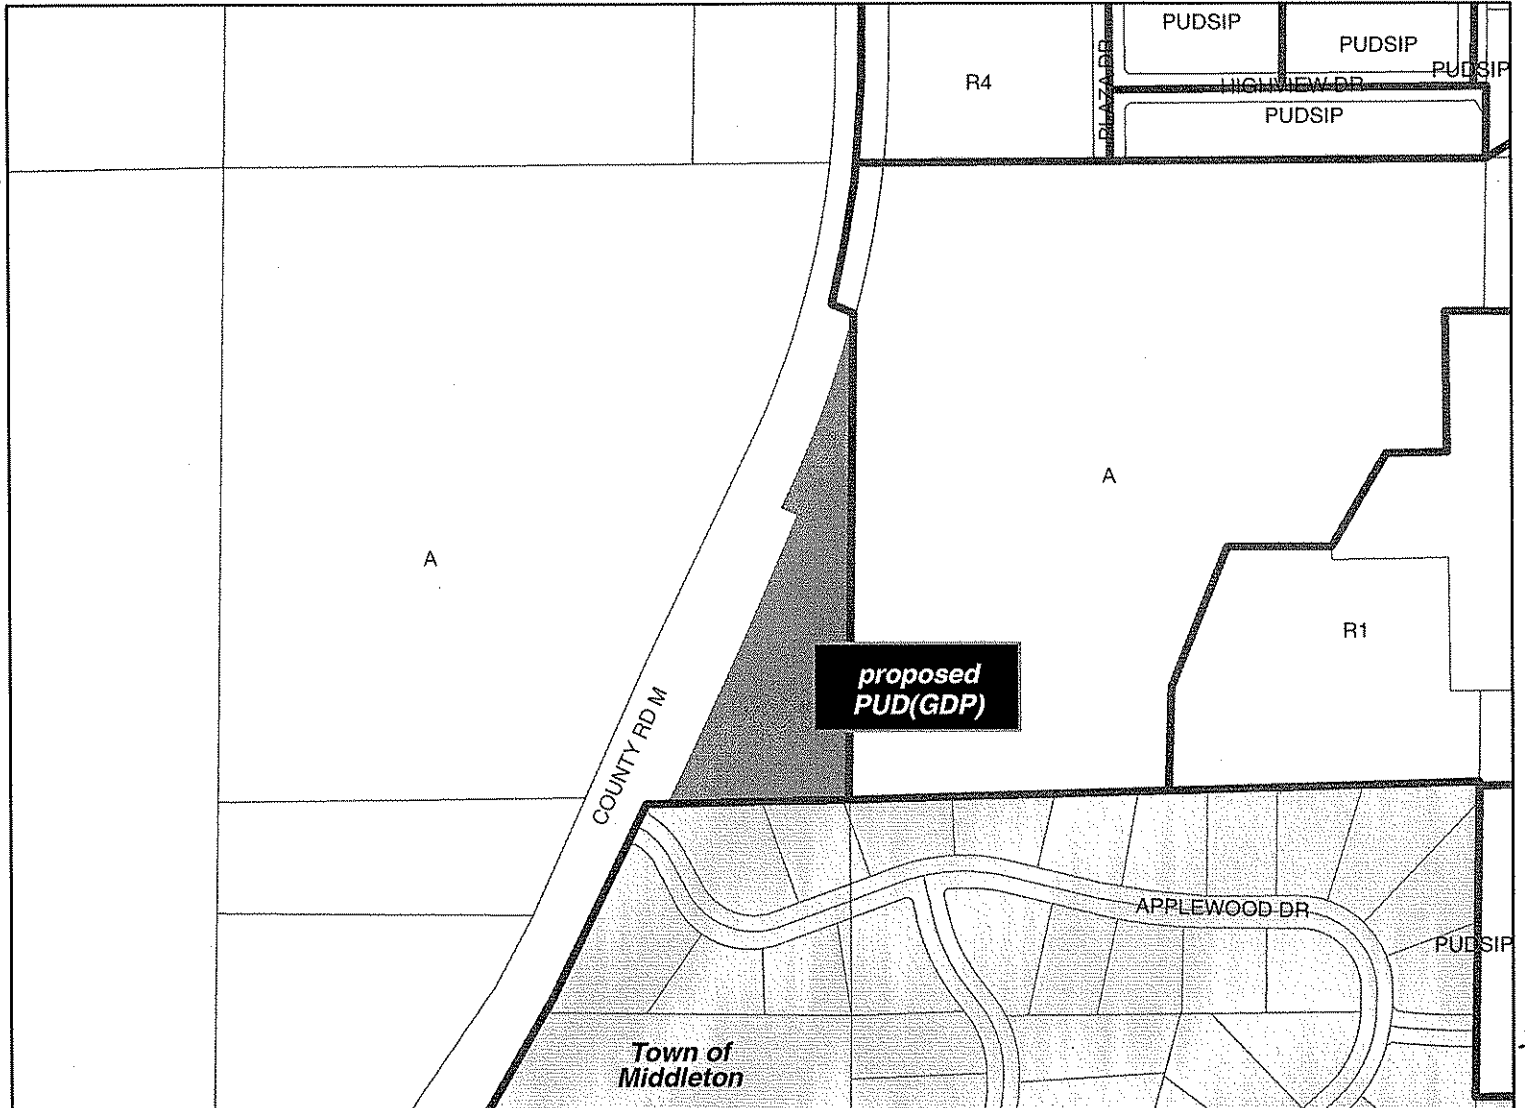 PUDSIP
PUDSIP
PUDSIP
R4
PLAZA DR
HIGHVIEW DR
PUDSIP
A
A
R1
proposed
PUD(GDP)
COUNTY RD M
APPLEWOOD DR
PUDSIP
Town of
Middleton